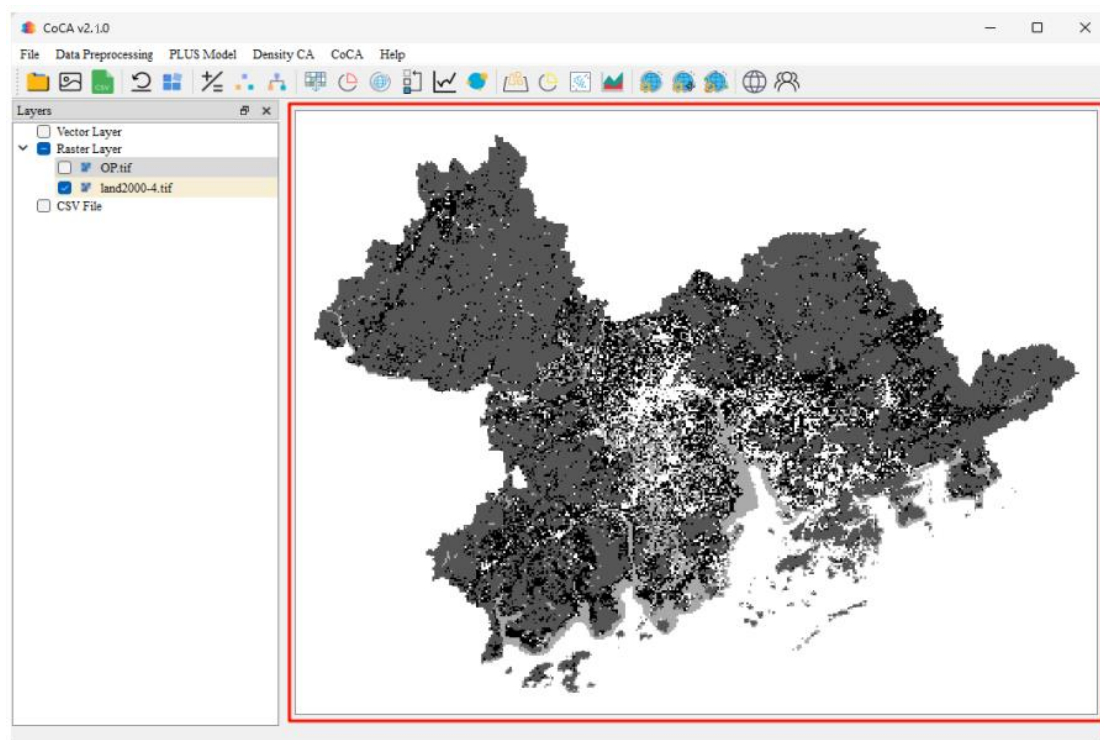 CoCA v2.1.0
File Data Preprocessing PLUS Model Density CA CoCA Help
CSV
Layers
Vector Layer
Raster Layer
OP.tif
land2000-4.tif
CSV File